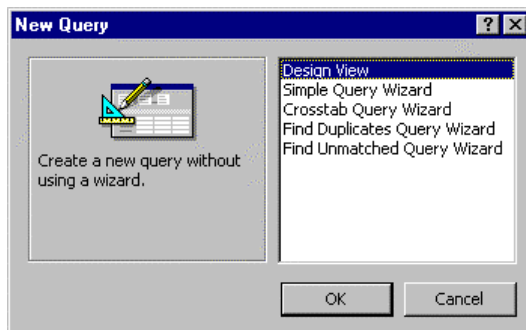 New Query
Create a new query without
using a wizard.
Design View
Simple Query Wizard
Crosstab Query Wizard
Find Duplicates Query Wizard
Find Unmatched Query Wizard
OK
Cancel